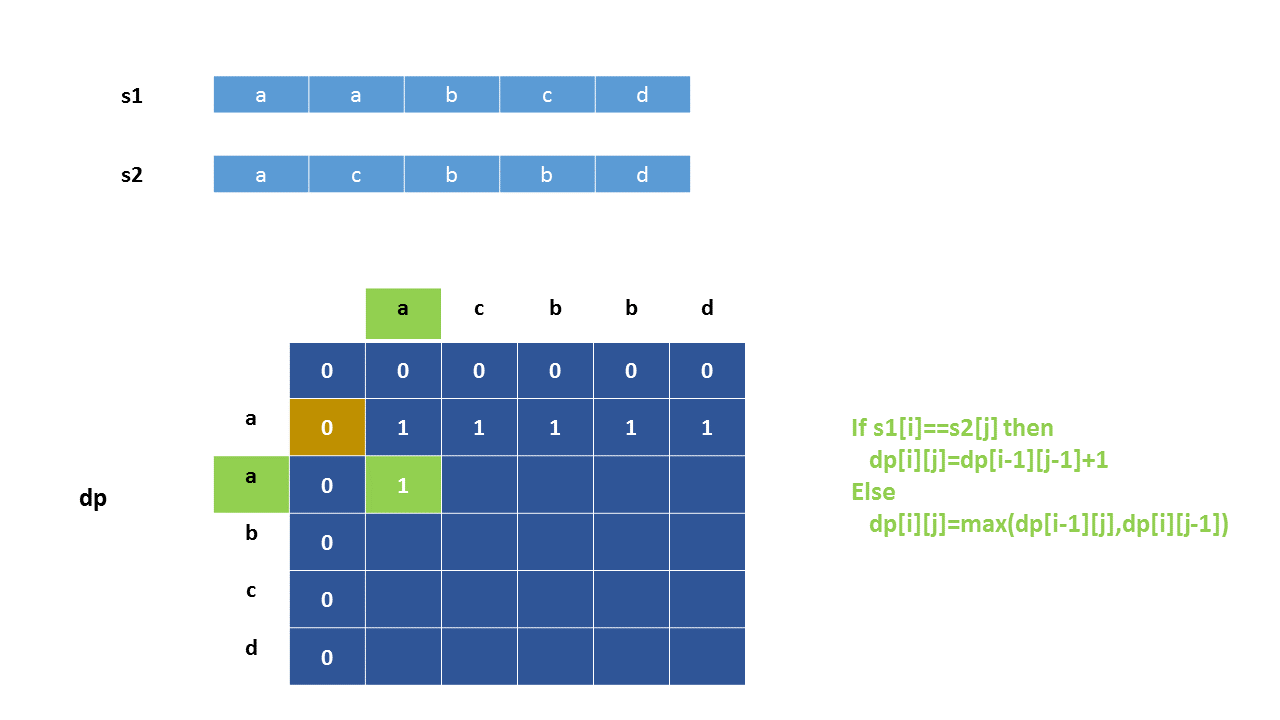 s1 a a b c d
s2 a c b b d
a c b b d
0 0 0 0 0 0
a 0 1 1 1 1 1
a 0 1
dp
b 0
c 0
d 0
If s1[i]==s2[j] then
dp[i][j]=dp[i-1][j-1]+1
Else
dp[i][j]=max(dp[i-1][j],dp[i][j-1])